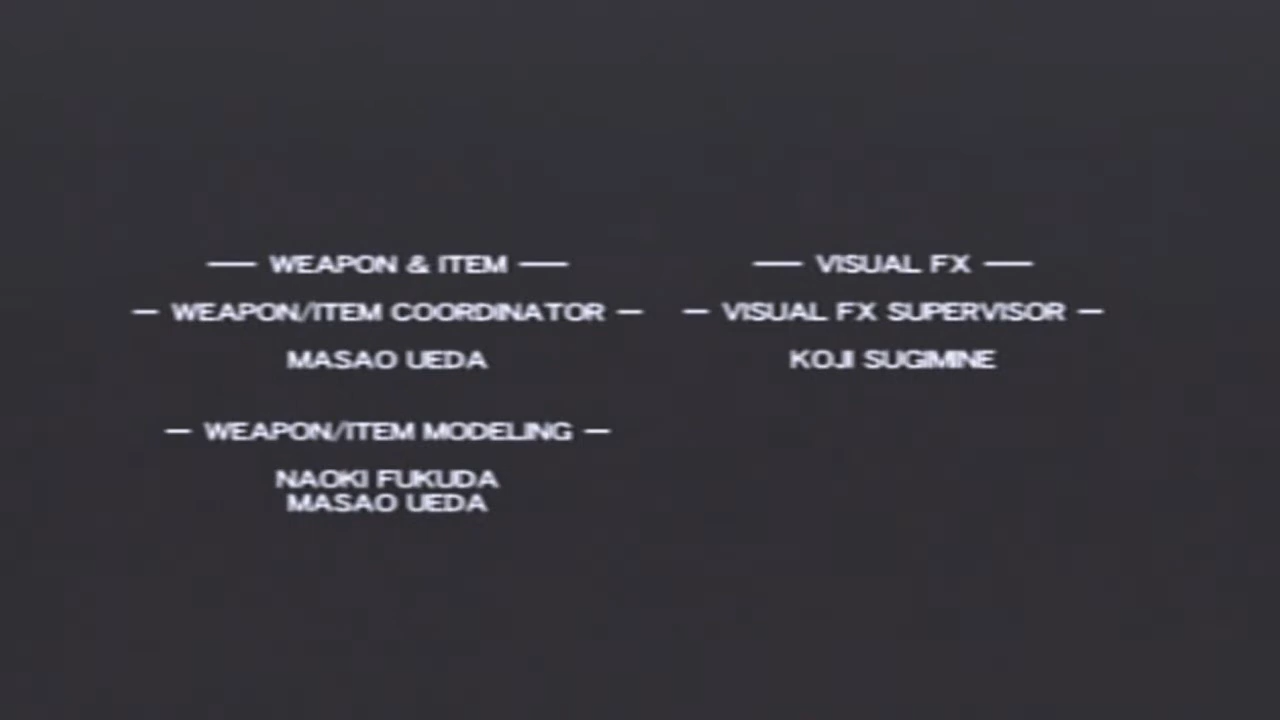 — WEAPON & ITEM —
— WEAPON/ITEM COORDINATOR —
MASAO UEDA
— WEAPON/ITEM MODELING —
NAOKI FUKUDA
MASAO UEDA
— VISUAL FX —
— VISUAL FX SUPERVISOR —
KOJI SUGIMINE